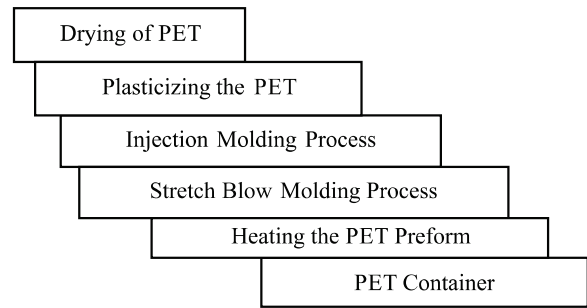 Drying of PET
Plasticizing the PET
Injection Molding Process
Stretch Blow Molding Process
Heating the PET Preform
PET Container